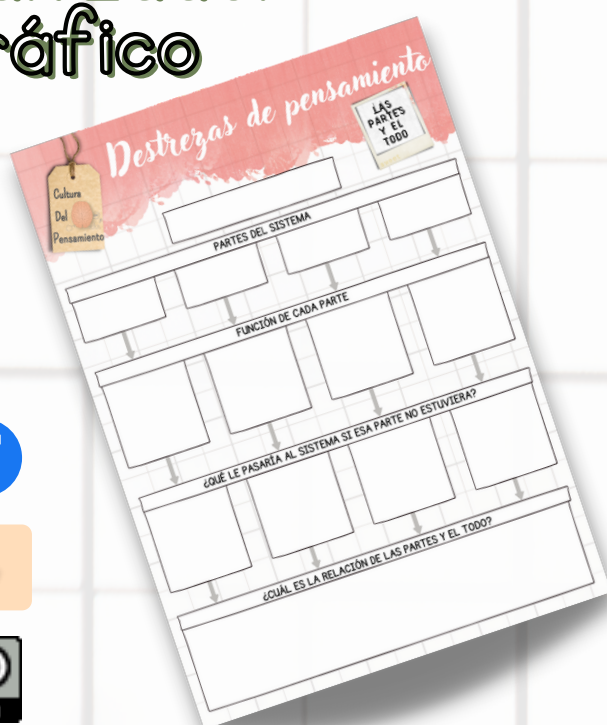 ráfico
Destrezas de pensamiento
LAS
PARTES
Y EL
TODO
Cultura
Del
Pensamiento
PARTES DEL SISTEMA
FUNCIÓN DE CADA PARTE
¿QUÉ LE PASARÍA AL SISTEMA SI ESA PARTE NO ESTUVIERA?
¿CUÁL ES LA RELACIÓN DE LAS PARTES Y EL TODO?